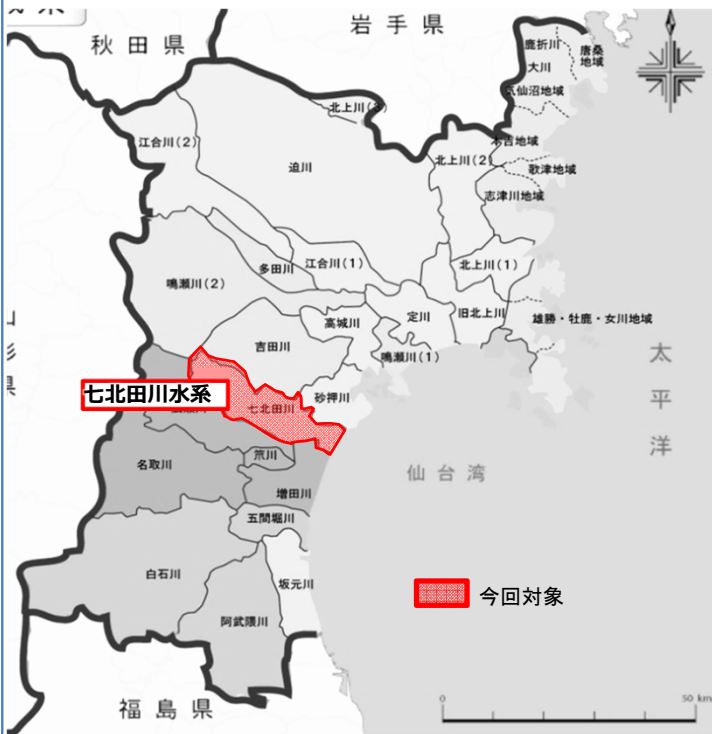 岩手県
秋田県
鹿折川
唐桑
地域
大川
気仙沼地域
北上川(3)
江合川(2)
本吉地域
北上川(2)
迫川
歌津地域
志津川地域
江合川(1)
北上川(1)
多田川
鳴瀬川(2)
高城川
定川
旧北上川
雄勝・牡鹿・女川地域
吉田川
鳴瀬川(1)
太平洋
七北田川水系
砂押川
七北田川
笊川
名取川
仙台湾
増田川
五間堀川
白石川
坂元川
今回対象
阿武隈川
福島県
0
50 km